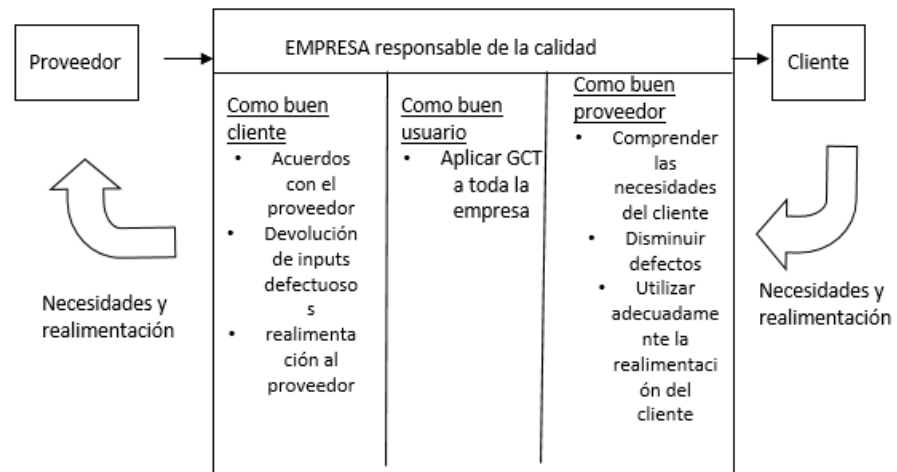 Proveedor
EMPRESA responsable de la calidad
Cliente
Como buen
cliente
• Acuerdos
con el
proveedor
• Devolución
de inputs
defectuoso
s
• realimenta
ción al
proveedor
Como buen
usuario
• Aplicar GCT
a toda la
empresa
Como buen
proveedor
• Comprender
las
necesidades
del cliente
• Disminuir
defectos
• Utilizar
adecuadame
nte la
realimentaci
ón del
cliente
Necesidades y
realimentación
Necesidades y
realimentación